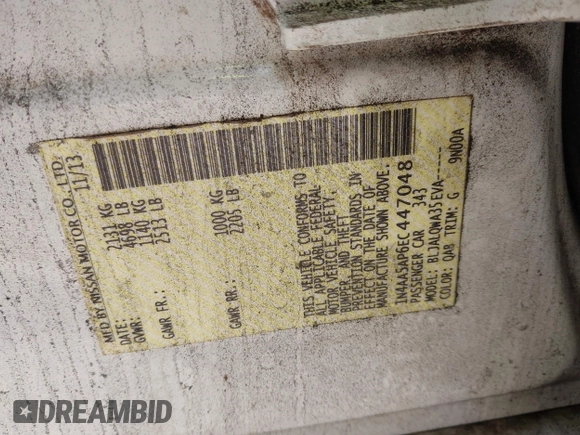 MFD BY NISSAN MOTOR CO., LTD.
DATE: 11/13
GVWR: 2131 KG
4698 LB
GAWR FR.: 1140 KG
2513 LB
GAWR RR.: 1000 KG
2205 LB
THIS VEHICLE CONFORMS TO
ALL APPLICABLE FEDERAL
MOTOR VEHICLE SAFETY,
BUMPER, AND THEFT
PREVENTION STANDARDS IN
EFFECT ON THE DATE OF
MANUFACTURE SHOWN ABOVE.
1N4AA5AP6EC447048
PASSENGER CAR 343
MODEL: BLJALQWA35EVA-----
COLOR: QAB TRIM: G 9N00A
DREAMBID